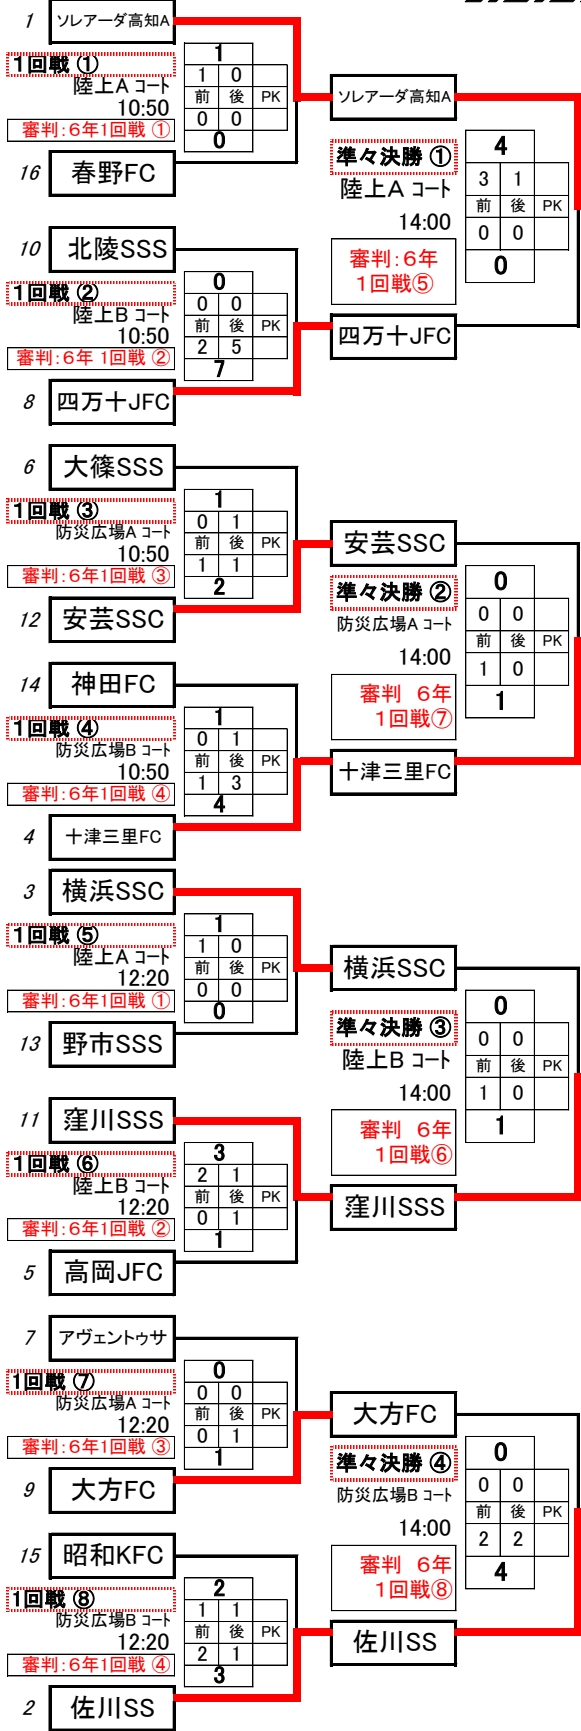 1 ソレアーダ高知A
1回戦 ①
陸上A コート
10:50
審判:6年1回戦 ①
16 春野FC
1
1 0
前 後 PK
0 0
0
10 北陵SSS
1回戦 ②
陸上B コート
10:50
審判:6年 1回戦 ②
8 四万十JFC
0
0 0
前 後 PK
2 5
7
ソレアーダ高知A
準々決勝 ①
陸上A コート
14:00
審判:6年
1回戦⑤
四万十JFC
4
3 1
前 後 PK
0 0
0
6 大篠SSS
1回戦 ③
防災広場A コート
10:50
審判:6年1回戦 ③
12 安芸SSC
1
0 1
前 後 PK
1 1
2
14 神田FC
1回戦 ④
防災広場B コート
10:50
審判:6年1回戦 ④
4 十津三里FC
1
0 1
前 後 PK
1 3
4
安芸SSC
準々決勝 ②
防災広場A コート
14:00
審判 6年
1回戦⑦
十津三里FC
0
0 0
前 後 PK
1 0
1
3 横浜SSC
1回戦 ⑤
陸上A コート
12:20
審判:6年1回戦 ①
13 野市SSS
1
1 0
前 後 PK
0 0
0
11 窪川SSS
1回戦 ⑥
陸上B コート
12:20
審判:6年1回戦 ②
5 高岡JFC
3
2 1
前 後 PK
0 1
1
横浜SSC
準々決勝 ③
陸上B コート
14:00
審判 6年
1回戦⑥
窪川SSS
0
0 0
前 後 PK
1 0
1
7 アヴェントゥサ
1回戦 ⑦
防災広場A コート
12:20
審判:6年1回戦 ③
9 大方FC
0
0 0
前 後 PK
0 1
1
15 昭和KFC
1回戦 ⑧
防災広場B コート
12:20
審判:6年1回戦 ④
2 佐川SS
2
1 1
前 後 PK
2 1
3
大方FC
準々決勝 ④
防災広場B コート
14:00
審判 6年
1回戦⑧
佐川SS
0
0 0
前 後 PK
2 2
4